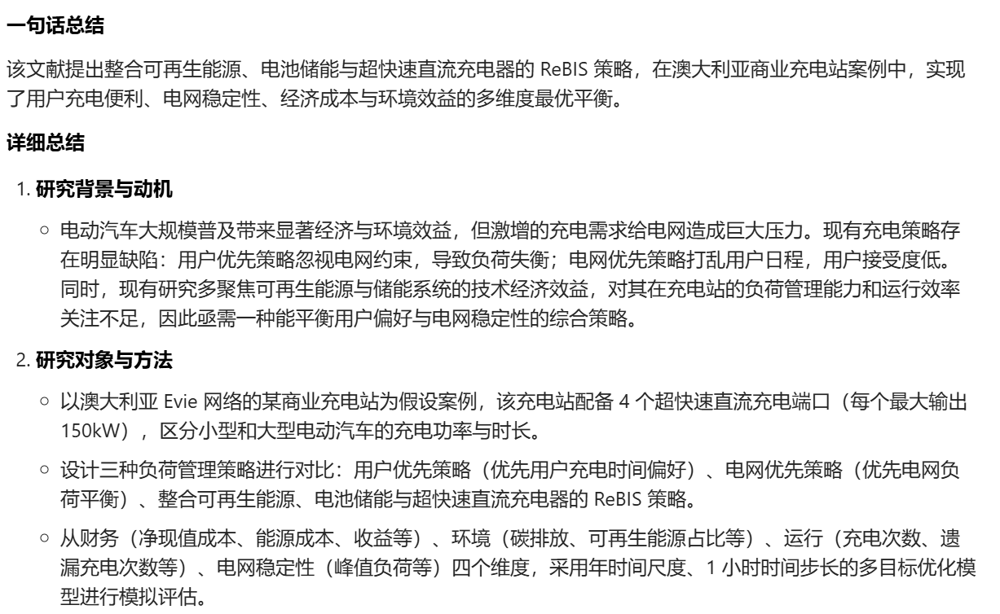 一句话总结
该文献提出整合可再生能源、电池储能与超快速直流充电器的 ReBIS 策略，在澳大利亚商业充电站案例中，实现
了用户充电便利、电网稳定性、经济成本与环境效益的多维度最优平衡。
详细总结
1. 研究背景与动机
电动汽车大规模普及带来显著经济与环境效益，但激增的充电需求给电网造成巨大压力。现有充电策略存
在明显缺陷：用户优先策略忽视电网约束，导致负荷失衡；电网优先策略打乱用户日程，用户接受度低。
同时，现有研究多聚焦可再生能源与储能系统的技术经济效益，对其在充电站的负荷管理能力和运行效率
关注不足，因此亟需一种能平衡用户偏好与电网稳定性的综合策略。
2. 研究对象与方法
以澳大利亚 Evie 网络的某商业充电站为假设案例，该充电站配备 4 个超快速直流充电端口（每个最大输出
150kW），区分小型和大型电动汽车的充电功率与时长。
设计三种负荷管理策略进行对比：用户优先策略（优先用户充电时间偏好）、电网优先策略（优先电网负
荷平衡）、整合可再生能源、电池储能与超快速直流充电器的 ReBIS 策略。
从财务（净现值成本、能源成本、收益等）、环境（碳排放、可再生能源占比等）、运行（充电次数、遗
漏充电次数等）、电网稳定性（峰值负荷等）四个维度，采用年时间尺度、1 小时时间步长的多目标优化模
型进行模拟评估。